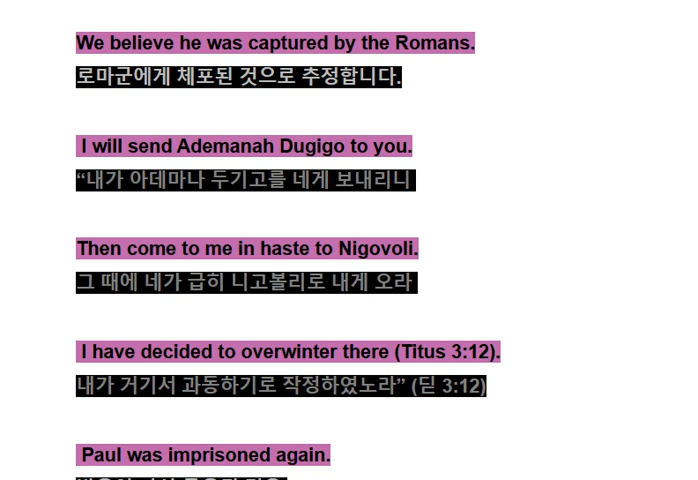 We believe he was captured by the Romans.
로마군에게 체포된 것으로 추정합니다.
I will send Ademanah Dugigo to you.
“내가 아데마나 두기고를 네게 보내리니
Then come to me in haste to Nigovoli.
그 때에 네가 급히 니고볼리로 내게 오라
I have decided to overwinter there (Titus 3:12).
내가 거기서 과동하기로 작정하였노라” (딛 3:12)
Paul was imprisoned again.